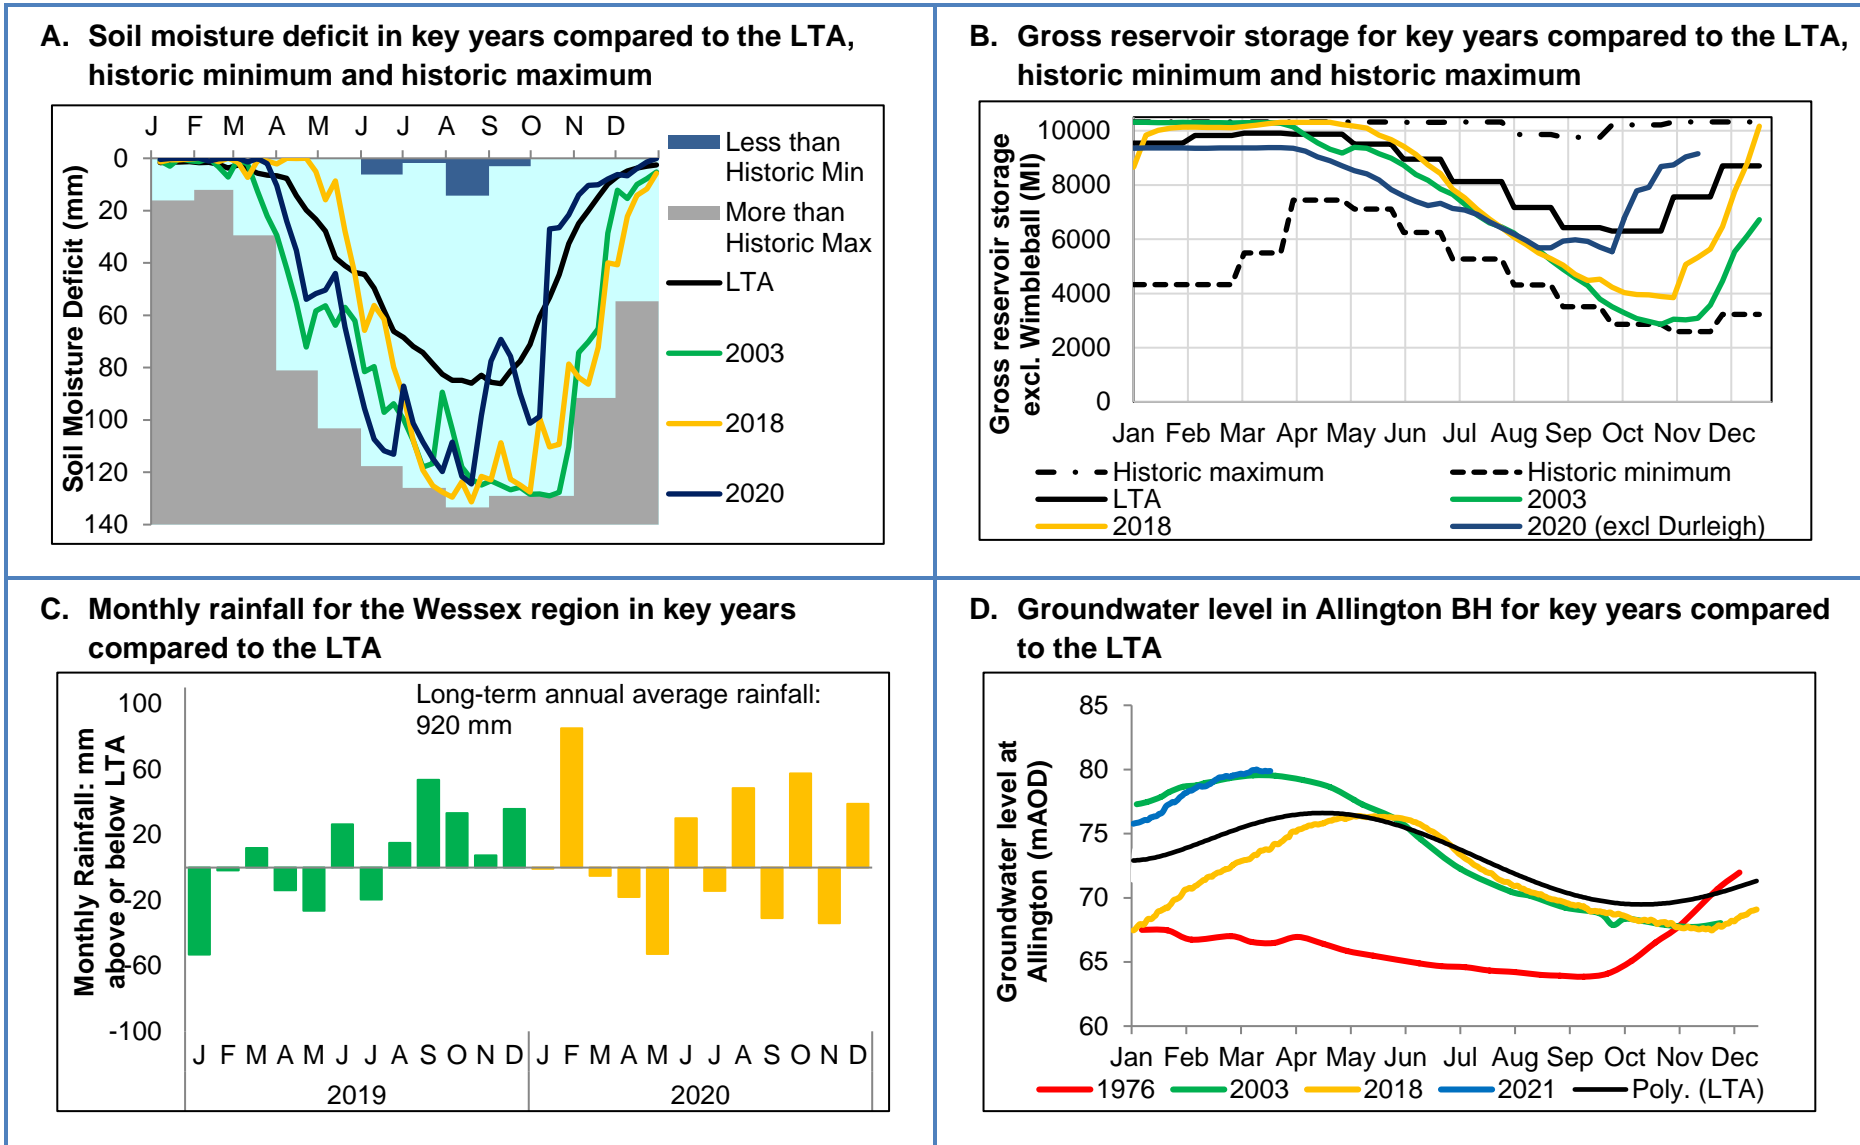 A. Soil moisture deficit in key years compared to the LTA,
historic minimum and historic maximum
J F M A M J J A S O N D
0
20
40
60
80
100
120
140
Soil Moisture Deficit (mm)
Less than
Historic Min
More than
Historic Max
LTA
2003
2018
2020
B. Gross reservoir storage for key years compared to the LTA,
historic minimum and historic maximum
10000
8000
6000
4000
2000
0
Gross reservoir storage
excl. Wimbleball (Ml)
Jan Feb Mar Apr May Jun Jul Aug Sep Oct Nov Dec
Historic maximum
Historic minimum
LTA
2003
2018
2020 (excl Durleigh)
C. Monthly rainfall for the Wessex region in key years
compared to the LTA
Long-term annual average rainfall:
920 mm
100
60
20
-20
-60
-100
Monthly Rainfall: mm
above or below LTA
J F M A M J J A S O N D J F M A M J J A S O N D
2019 2020
D. Groundwater level in Allington BH for key years compared
to the LTA
85
80
75
70
65
60
Groundwater level at
Allington (mAOD)
Jan Feb Mar Apr May Jun Jul Aug Sep Oct Nov Dec
1976 2003 2018 2021 Poly. (LTA)